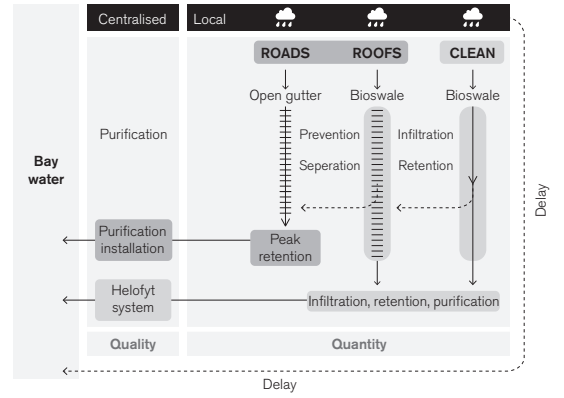 Centralised
Local
ROADS
ROOFS
CLEAN
Open gutter
Bioswale
Bioswale
Purification
Prevention
Infiltration
Seperation
Retention
Bay
water
Delay
Purification
installation
Peak
retention
Helofyt
system
Infiltration, retention, purification
Quality
Quantity
Delay